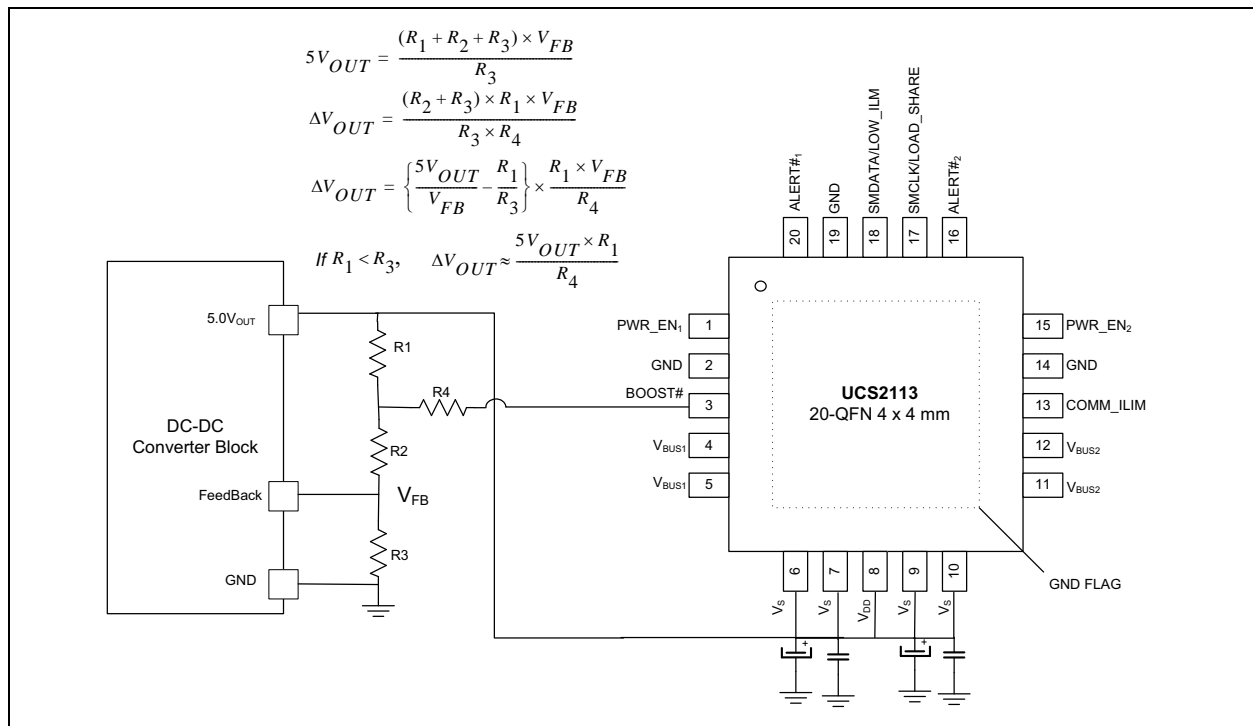 5V_OUT = (R_1 + R_2 + R_3) × V_FB / R_3
ΔV_OUT = (R_2 + R_3) × R_1 × V_FB / R_3 × R_4
ΔV_OUT = {5V_OUT / V_FB − R_1 / R_3} × R_1 × V_FB / R_4
If R_1 < R_3, ΔV_OUT ≈ 5V_OUT × R_1 / R_4
DC-DC
Converter Block
5.0V_OUT
FeedBack
GND
R1
R4
R2
V_FB
R3
ALERT#_1
GND
SMDATA/LOW_ILM
SMCLK/LOAD_SHARE
ALERT#_2
20
19
18
17
16
PWR_EN_1
1
GND
2
BOOST#
3
V_BUS1
4
V_BUS1
5
UCS2113
20-QFN 4 x 4 mm
15
PWR_EN_2
14
GND
13
COMM_ILIM
12
V_BUS2
11
V_BUS2
6
7
8
9
10
V_S
V_S
V_DD
V_S
V_S
+
+
GND FLAG